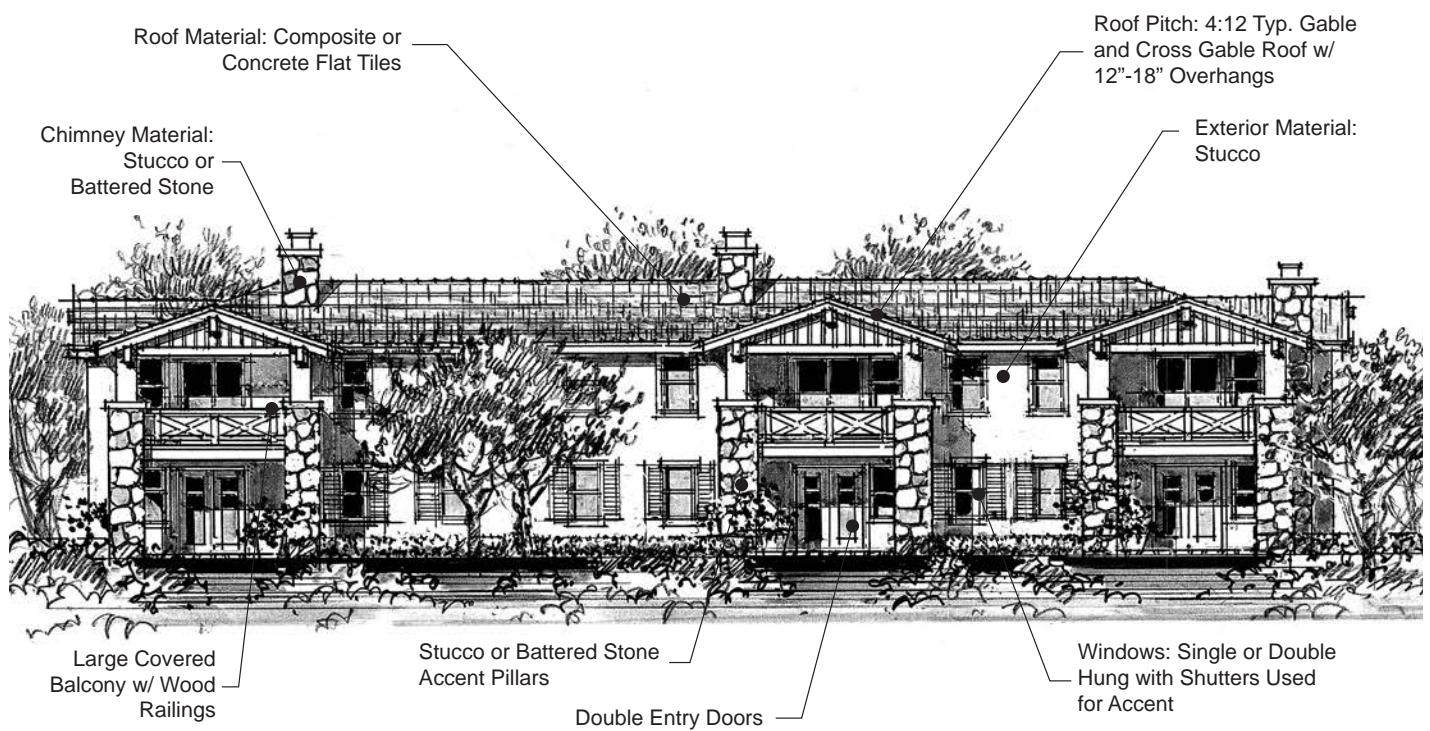 Roof Material: Composite or
Concrete Flat Tiles
Roof Pitch: 4:12 Typ. Gable
and Cross Gable Roof w/
12”-18” Overhangs
Chimney Material:
Stucco or
Battered Stone
Exterior Material:
Stucco
Large Covered
Balcony w/ Wood
Railings
Stucco or Battered Stone
Accent Pillars
Double Entry Doors
Windows: Single or Double
Hung with Shutters Used
for Accent